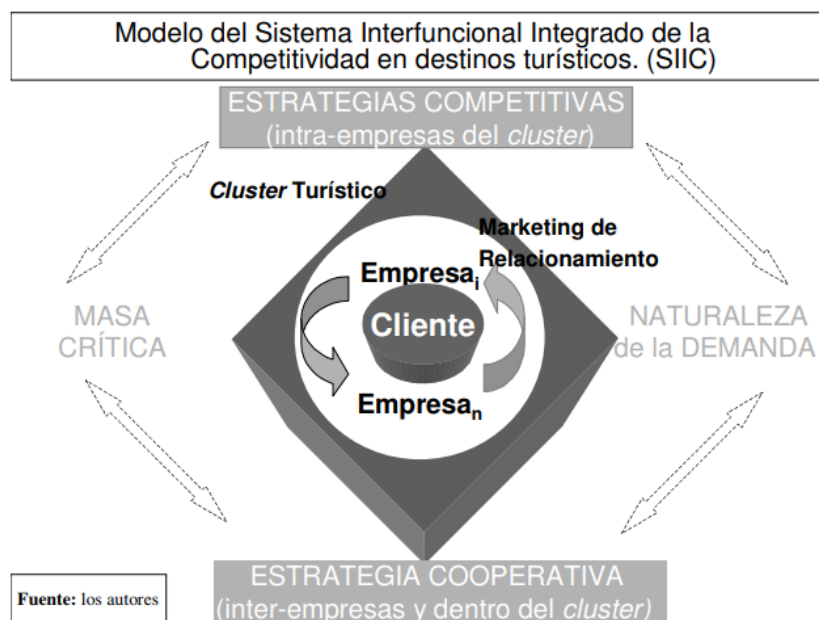 Modelo del Sistema Interfuncional Integrado de la
Competitividad en destinos turísticos. (SIIC)
ESTRATEGIAS COMPETITIVAS
(intra-empresas del cluster)
Cluster Turístico
Marketing de
Relacionamiento
Empresai
MASA
CRÍTICA
Cliente
NATURALEZA
de la DEMANDA
Empresan
ESTRATEGIA COOPERATIVA
(inter-empresas y dentro del cluster)
Fuente: los autores